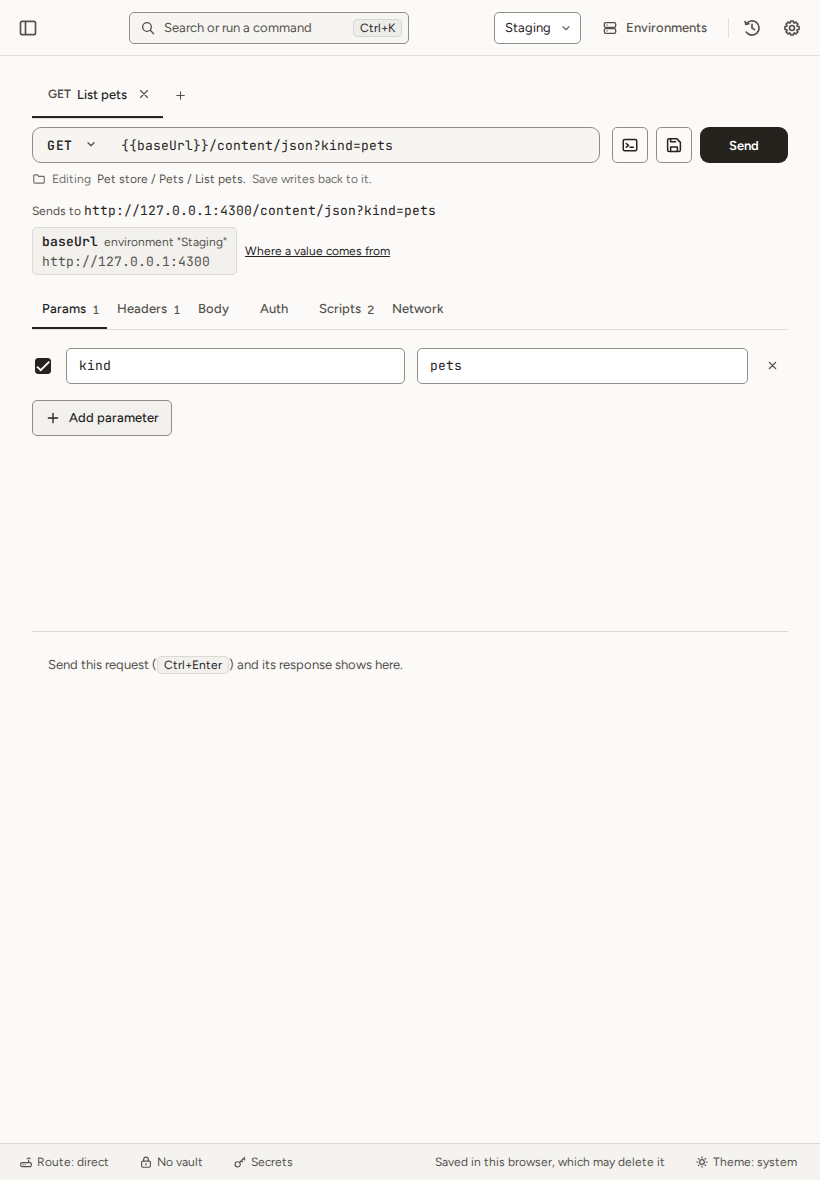 Search or run a command Ctrl+K Staging Environments
GET List pets
GET {{baseUrl}}/content/json?kind=pets Send
Editing Pet store / Pets / List pets. Save writes back to it.
Sends to http://127.0.0.1:4300/content/json?kind=pets
baseUrl environment "Staging"
http://127.0.0.1:4300
Where a value comes from
Params 1 Headers 1 Body Auth Scripts 2 Network
kind pets
Add parameter
Send this request (Ctrl+Enter) and its response shows here.
Route: direct No vault Secrets Saved in this browser, which may delete it Theme: system